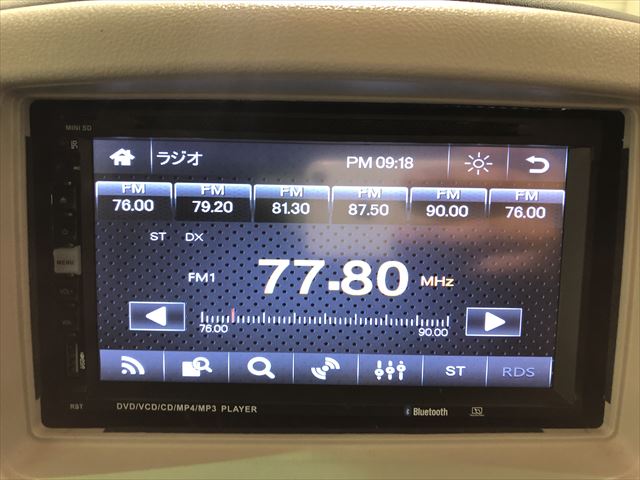 MINI SD
IR
ラジオ
PM 09:18
FM FM FM FM FM FM
76.00 79.20 81.30 87.50 90.00 76.00
ST DX
MENU
FM1 77.80 MHz
VOL
76.00 90.00
ST RDS
RST
DVD/VCD/CD/MP4/MP3 PLAYER
Bluetooth